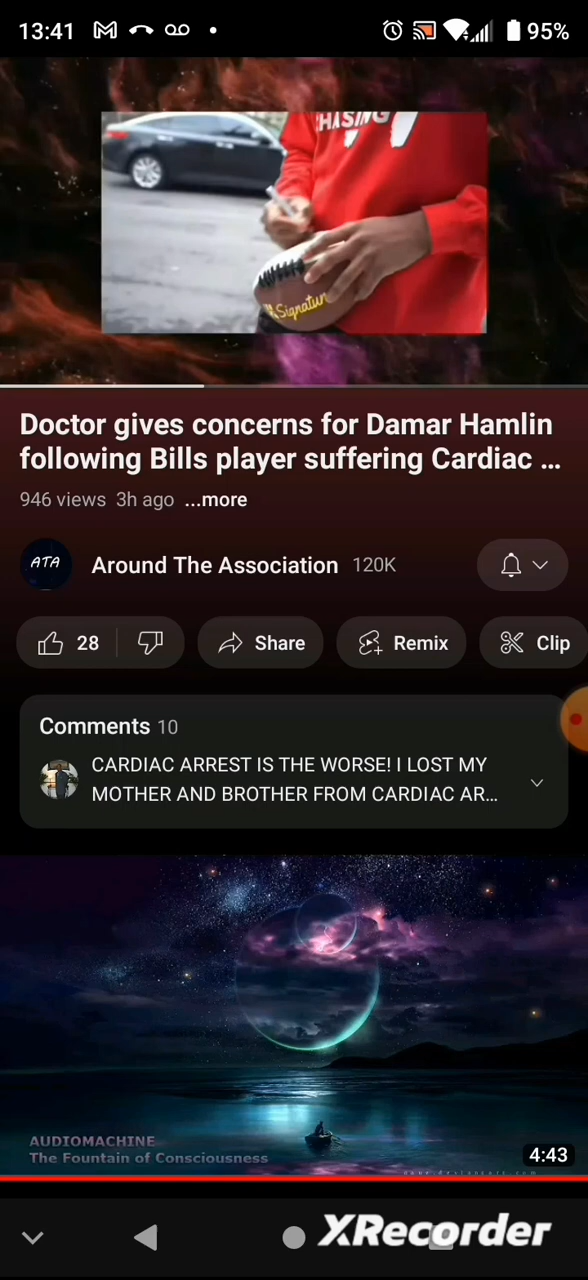 13:41
95%
CHASING
Signature
Doctor gives concerns for Damar Hamlin
following Bills player suffering Cardiac ...
946 views 3h ago ...more
ATA
Around The Association 120K
28
Share
Remix
Clip
Comments 10
CARDIAC ARREST IS THE WORSE! I LOST MY
MOTHER AND BROTHER FROM CARDIAC AR...
AUDIOMACHINE
The Fountain of Consciousness
4:43
XRecorder